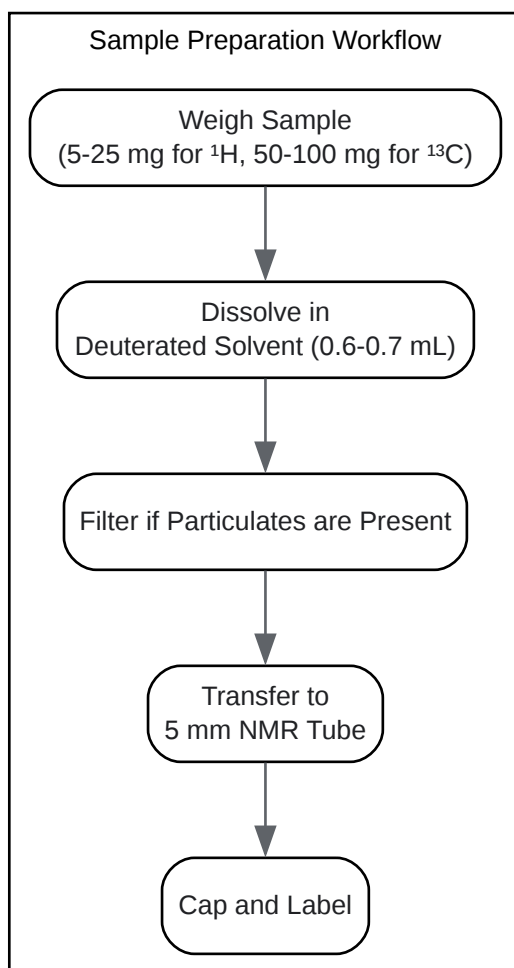 Sample Preparation Workflow
Weigh Sample
(5-25 mg for ¹H, 50-100 mg for ¹³C)
Dissolve in
Deuterated Solvent (0.6-0.7 mL)
Filter if Particulates are Present
Transfer to
5 mm NMR Tube
Cap and Label